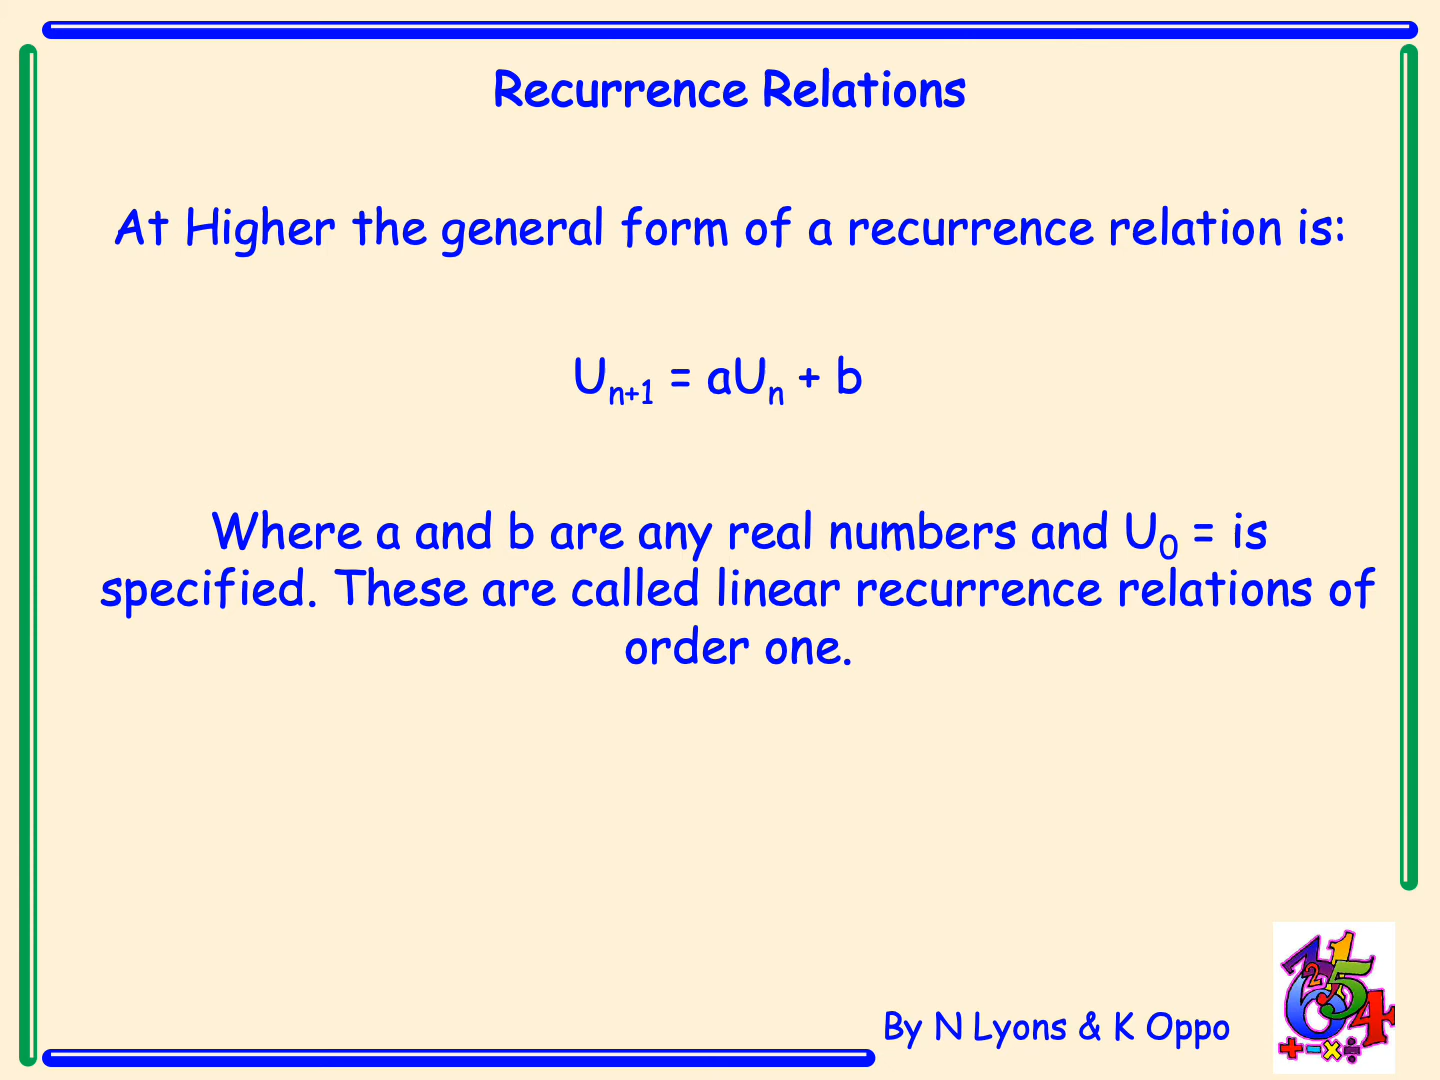 Recurrence Relations
At Higher the general form of a recurrence relation is:
Uₙ₊₁ = aUₙ + b
Where a and b are any real numbers and U₀ = is
specified. These are called linear recurrence relations of
order one.
By N Lyons & K Oppo